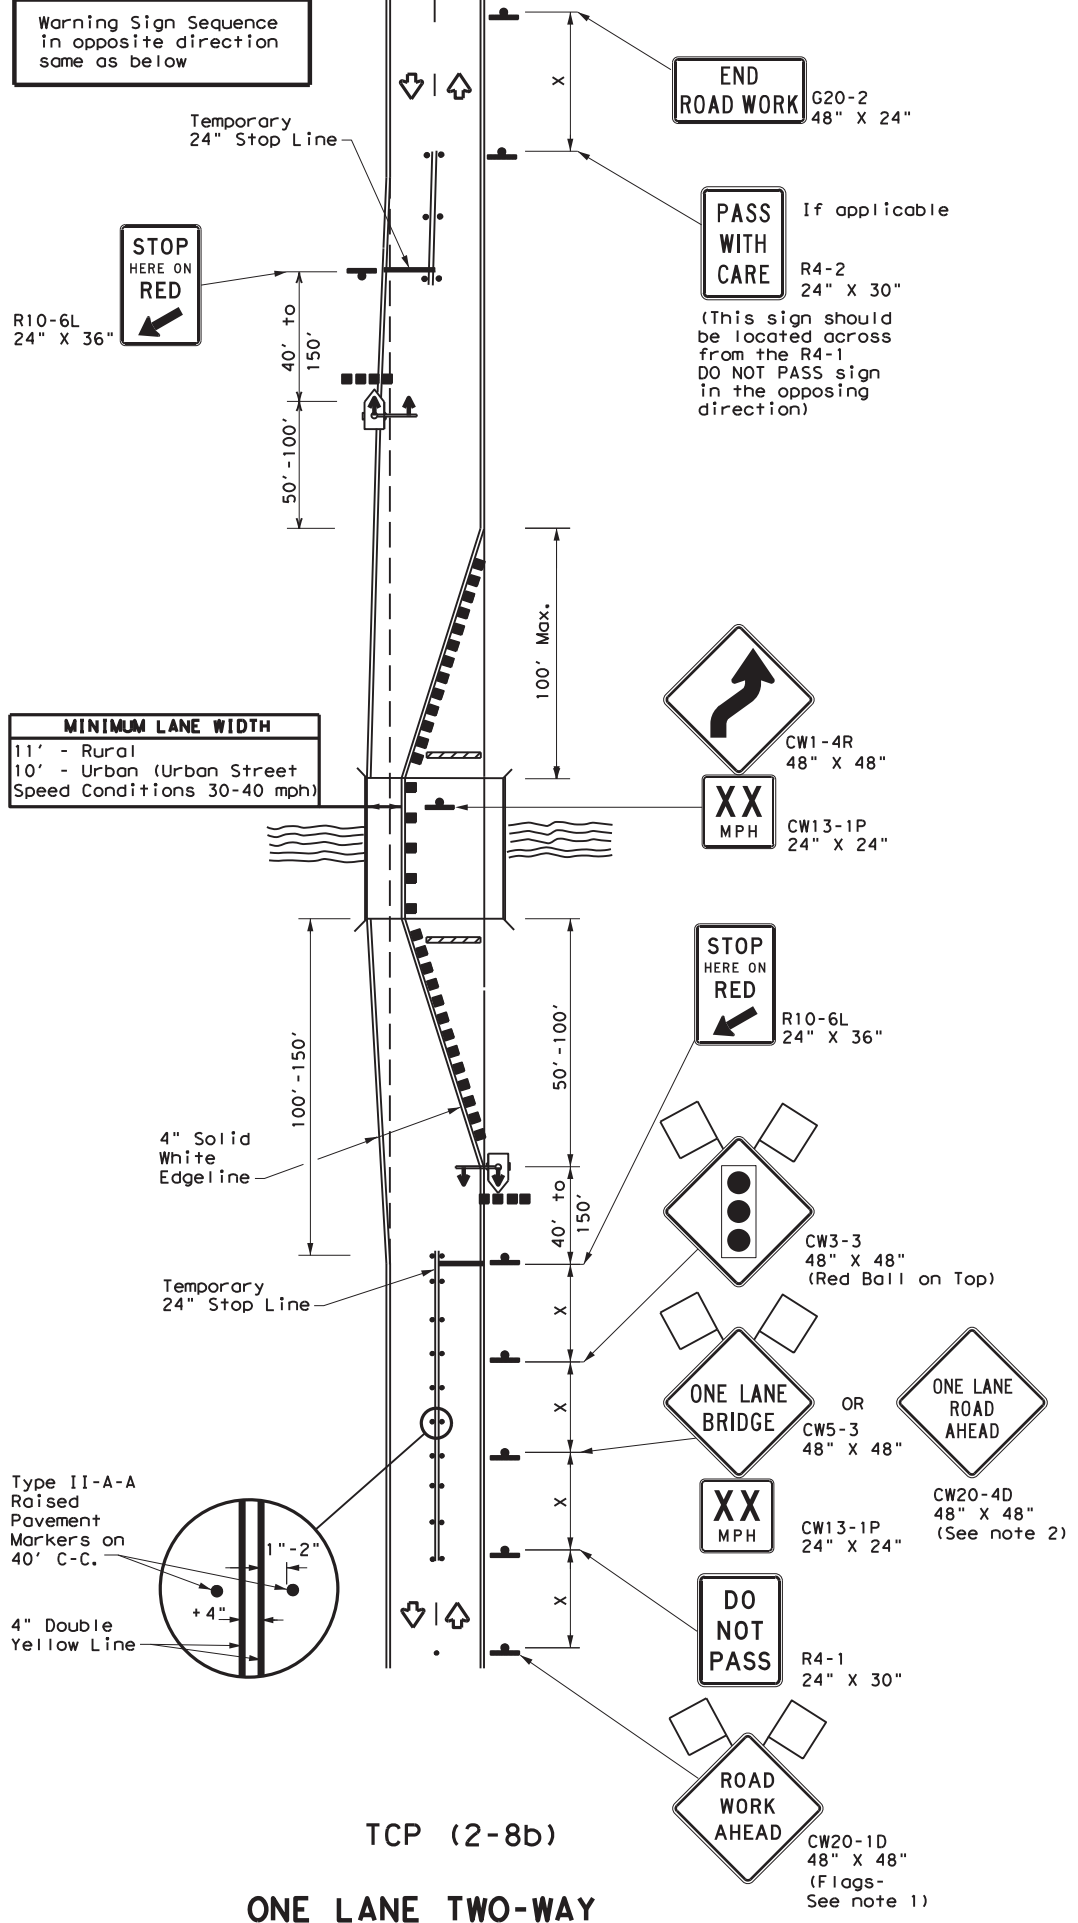 Warning Sign Sequence
in opposite direction
same as below
X
END
ROAD WORK
G20-2
48" X 24"
Temporary
24" Stop Line
PASS
WITH
CARE
If applicable
R4-2
24" X 30"
(This sign should
be located across
from the R4-1
DO NOT PASS sign
in the opposing
direction)
STOP
HERE ON
RED
R10-6L
24" X 36"
40' to
150'
50'-100'
100' Max.
CW1-4R
48" X 48"
MINIMUM LANE WIDTH
11' - Rural
10' - Urban (Urban Street
Speed Conditions 30-40 mph)
XX
MPH
CW13-1P
24" X 24"
STOP
HERE ON
RED
R10-6L
24" X 36"
100'-150'
50'-100'
4" Solid
White
Edgeline
40' to
150'
CW3-3
48" X 48"
(Red Ball on Top)
Temporary
24" Stop Line
X
X
ONE LANE
BRIDGE
OR
CW5-3
48" X 48"
ONE LANE
ROAD
AHEAD
CW20-4D
48" X 48"
(See note 2)
X
XX
MPH
CW13-1P
24" X 24"
Type II-A-A
Raised
Pavement
Markers on
40' C-C.
1"-2"
+4"
4" Double
Yellow Line
X
DO
NOT
PASS
R4-1
24" X 30"
ROAD
WORK
AHEAD
CW20-1D
48" X 48"
(Flags-
See note 1)
TCP (2-8b)
ONE LANE TWO-WAY